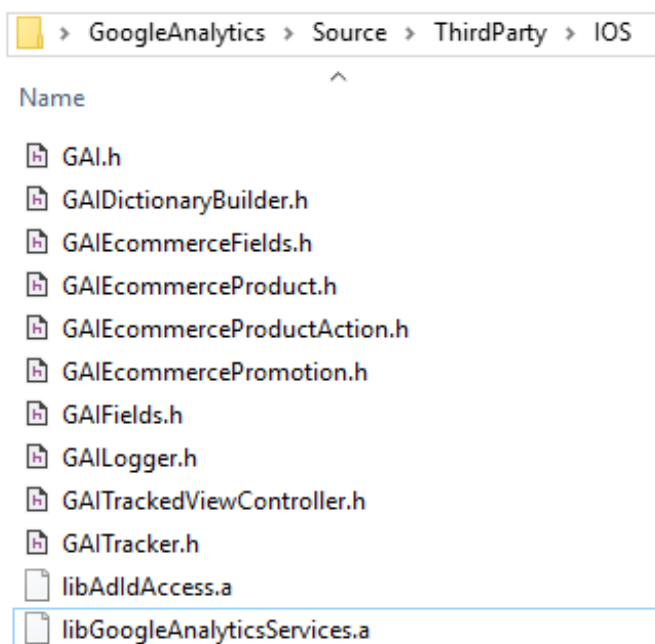 GoogleAnalytics > Source > ThirdParty > IOS
Name
GAI.h
GAIDictionaryBuilder.h
GAIEcommerceFields.h
GAIEcommerceProduct.h
GAIEcommerceProductAction.h
GAIEcommercePromotion.h
GAIFields.h
GAILogger.h
GAITrackedViewController.h
GAITracker.h
libAdIdAccess.a
libGoogleAnalyticsServices.a